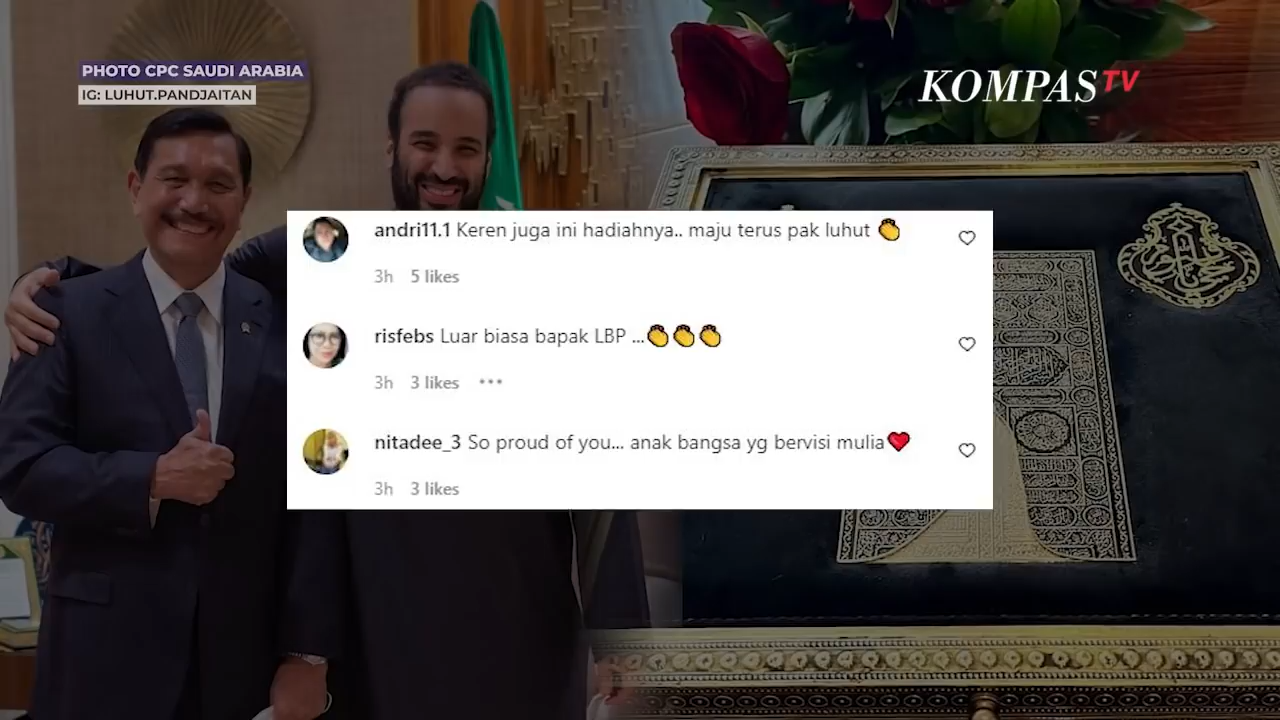 PHOTO CPC SAUDI ARABIA
IG: LUHUT.PANDJAITAN
KOMPAS TV
andri11.1 Keren juga ini hadiahnya.. maju terus pak luhut 👏
3h 5 likes
risfebs Luar biasa bapak LBP ...👏👏👏
3h 3 likes •••
nitadee_3 So proud of you... anak bangsa yg bervisi mulia❤️
3h 3 likes